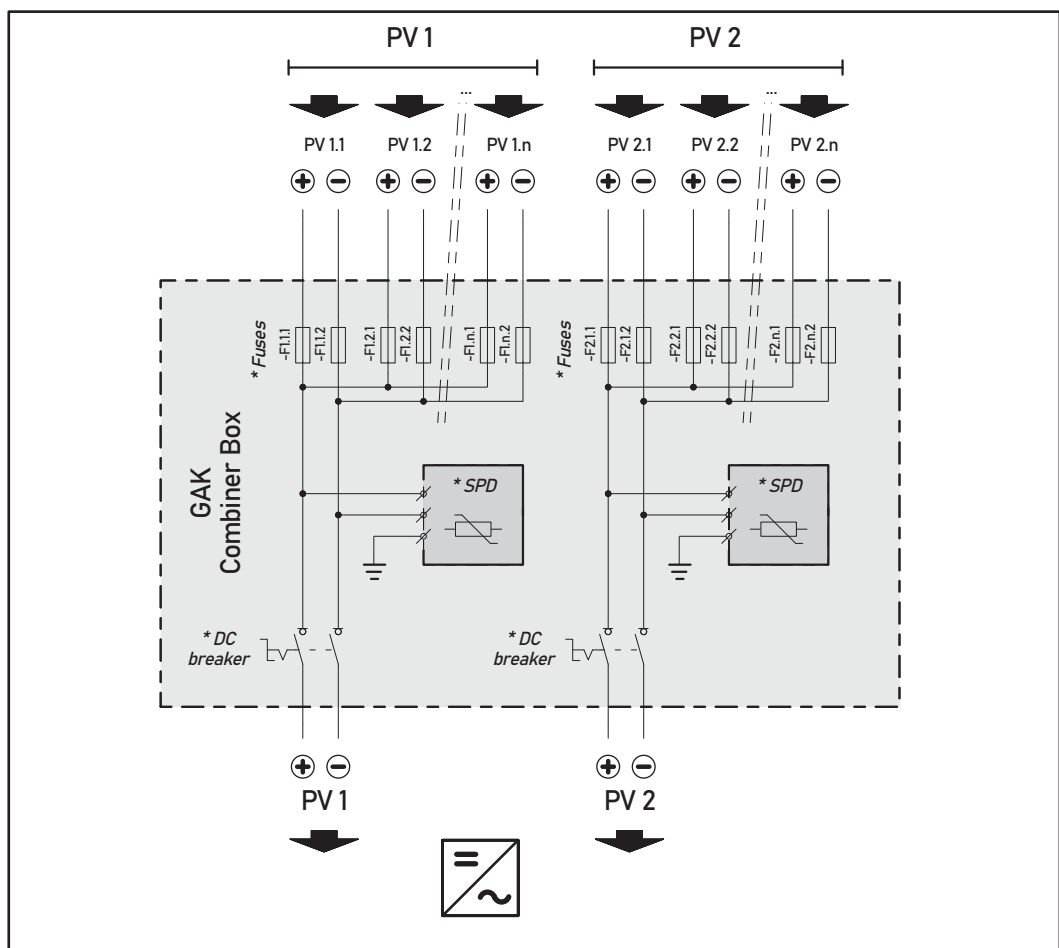 PV 1
PV 2
...
...
PV 1.1
PV 1.2
PV 1.n
PV 2.1
PV 2.2
PV 2.n
* Fuses
-F1.1.1
-F1.1.2
-F1.2.1
-F1.2.2
-F1.n.1
-F1.n.2
* Fuses
-F2.1.1
-F2.1.2
-F2.2.1
-F2.2.2
-F2.n.1
-F2.n.2
GAK
Combiner Box
* SPD
* SPD
* DC
breaker
* DC
breaker
PV 1
PV 2